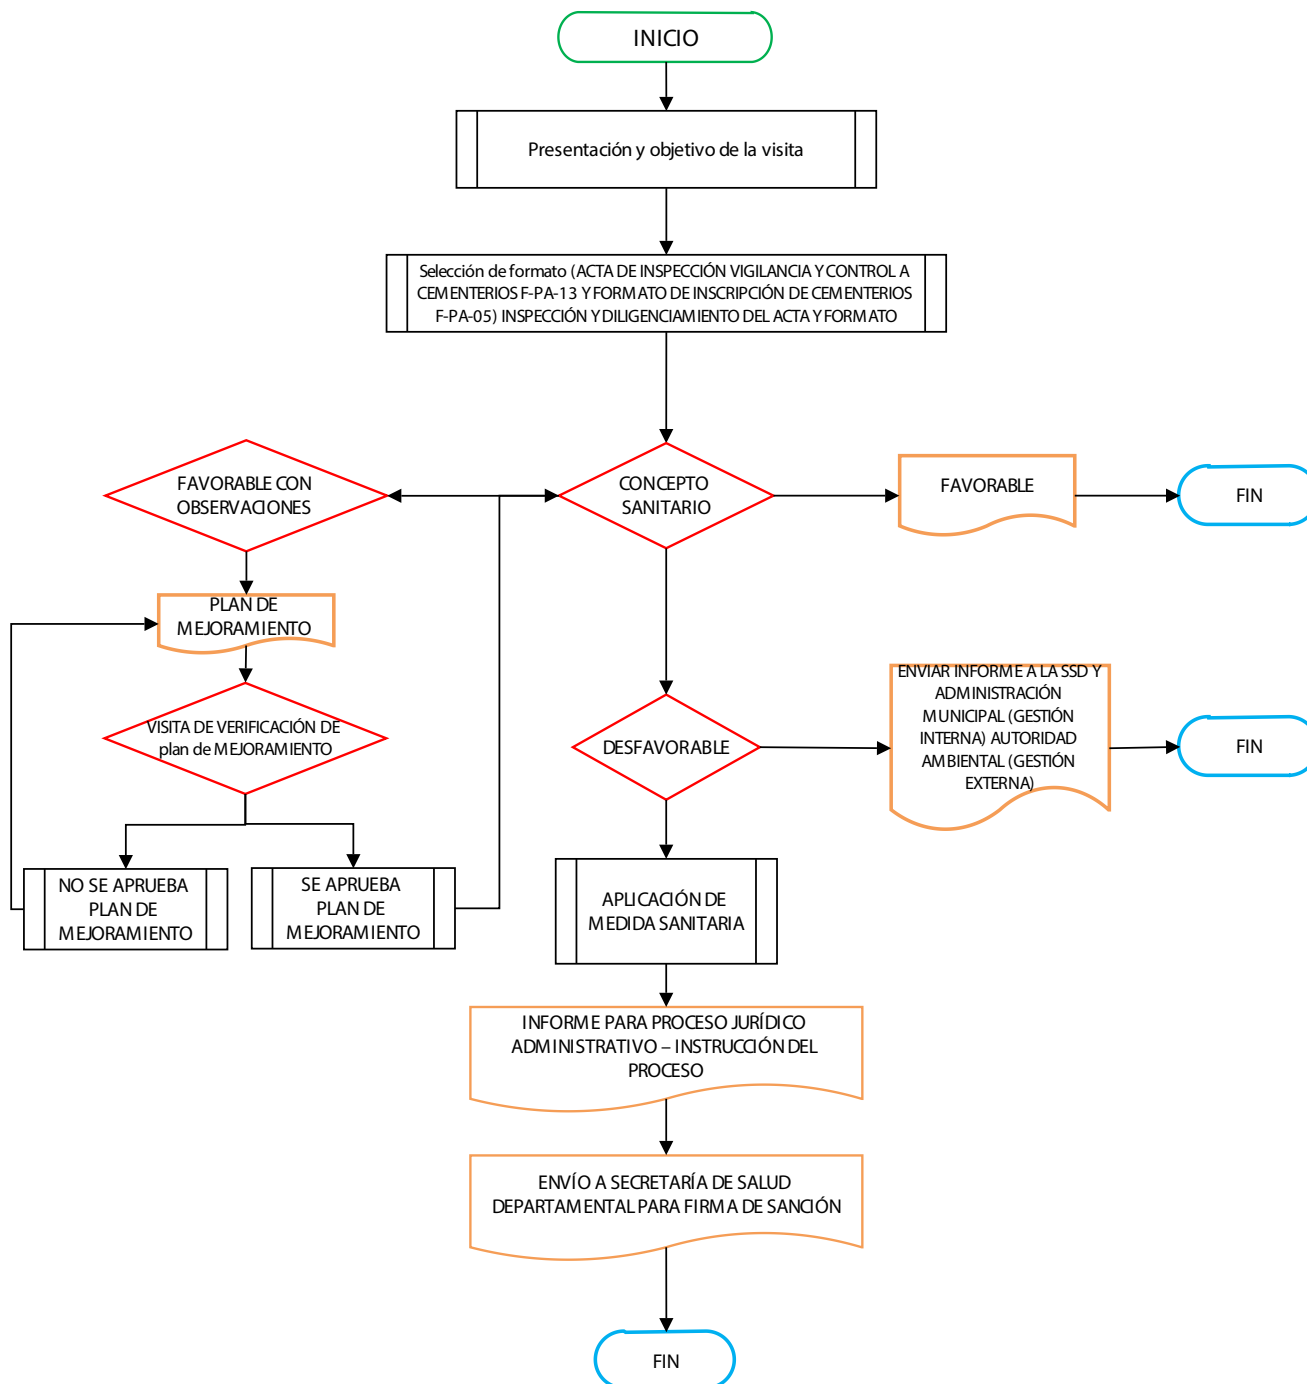 INICIO
Presentación y objetivo de la visita
Selección de formato (ACTA DE INSPECCIÓN VIGILANCIA Y CONTROL A
CEMENTERIOS F-PA-13 Y FORMATO DE INSCRIPCIÓN DE CEMENTERIOS
F-PA-05) INSPECCIÓN Y DILIGENCIAMIENTO DEL ACTA Y FORMATO
FAVORABLE CON
OBSERVACIONES
CONCEPTO
SANITARIO
FAVORABLE
FIN
PLAN DE
MEJORAMIENTO
VISITA DE VERIFICACIÓN DE
plan de MEJORAMIENTO
DESFAVORABLE
ENVIAR INFORME A LA SSD Y
ADMINISTRACIÓN
MUNICIPAL (GESTIÓN
INTERNA) AUTORIDAD
AMBIENTAL (GESTIÓN
EXTERNA)
FIN
NO SE APRUEBA
PLAN DE
MEJORAMIENTO
SE APRUEBA
PLAN DE
MEJORAMIENTO
APLICACIÓN DE
MEDIDA SANITARIA
INFORME PARA PROCESO JURÍDICO
ADMINISTRATIVO – INSTRUCCIÓN DEL
PROCESO
ENVÍO A SECRETARÍA DE SALUD
DEPARTAMENTAL PARA FIRMA DE SANCIÓN
FIN